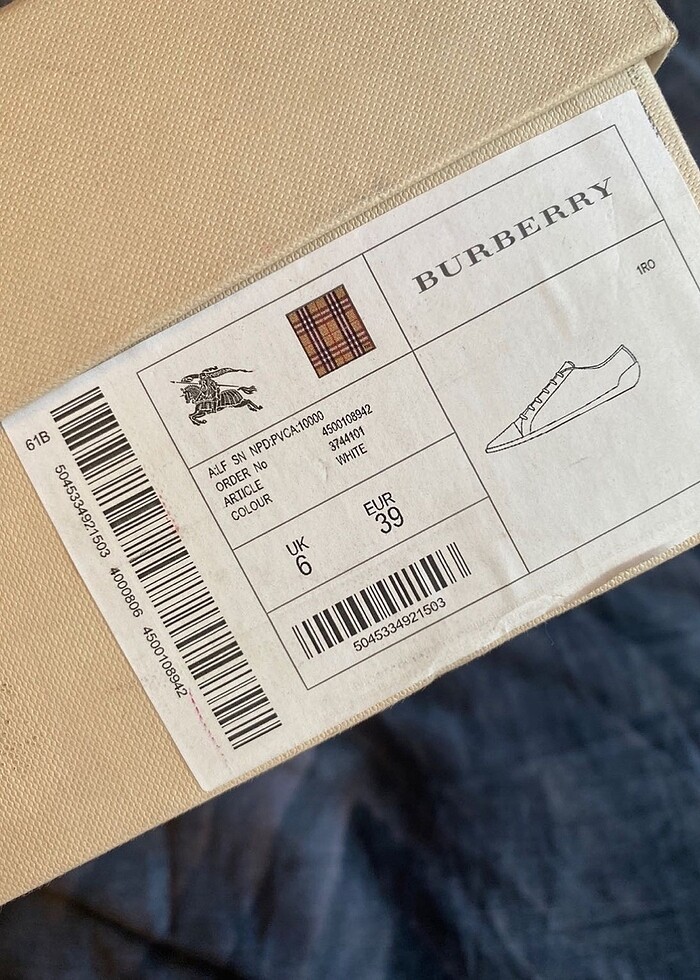 BURBERRY
1RO
A:LF SN NPD:PVCA:10000
ORDER No 4500108942
ARTICLE 3744101
COLOUR WHITE
UK EUR
6 39
5045334921503
61B
5045334921503 4000806 4500108942